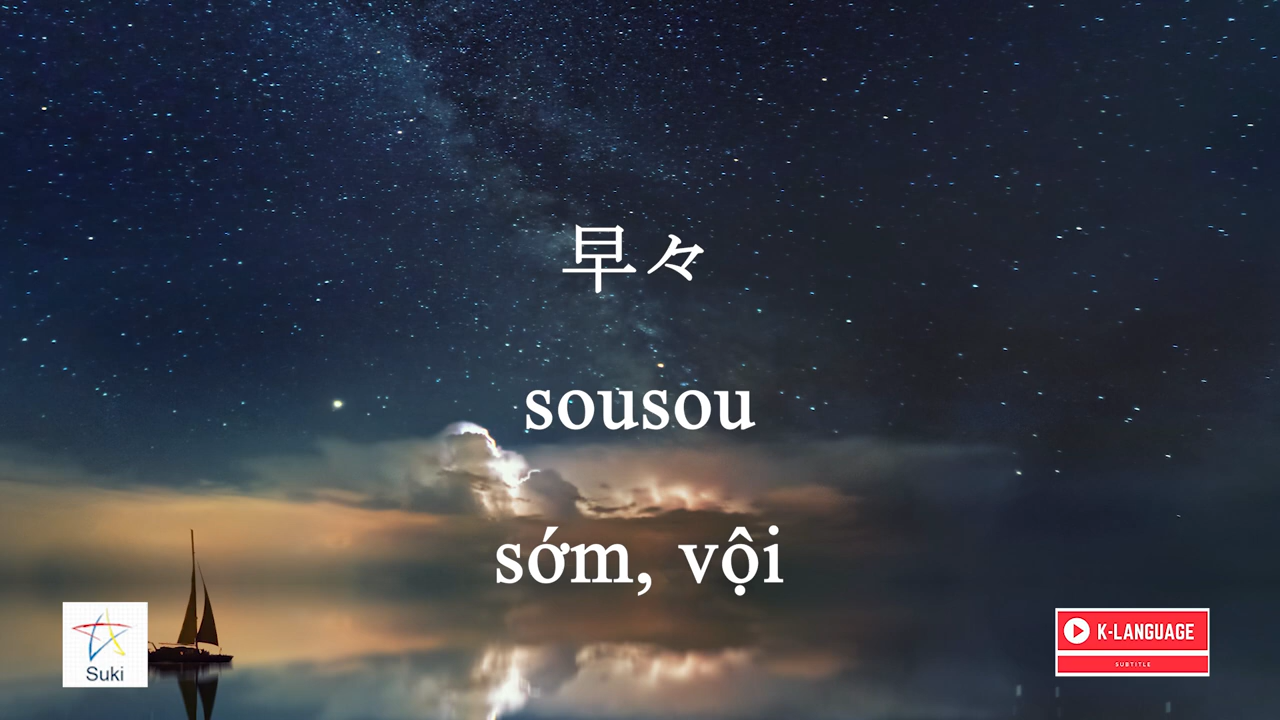 早々
sousou
sớm, vội
Suki
K-LANGUAGE
SUBTITLE